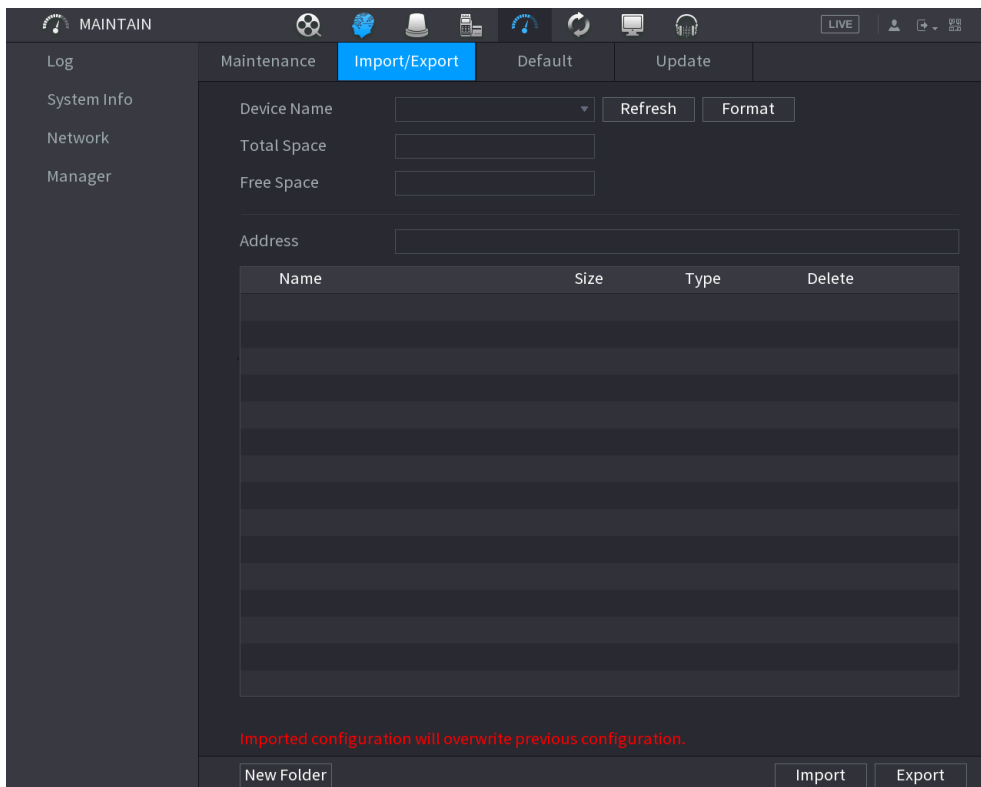 MAINTAIN
LIVE
Log
System Info
Network
Manager
Maintenance
Import/Export
Default
Update
Device Name
Refresh
Format
Total Space
Free Space
Address
Name
Size
Type
Delete
Imported configuration will overwrite previous configuration.
New Folder
Import
Export